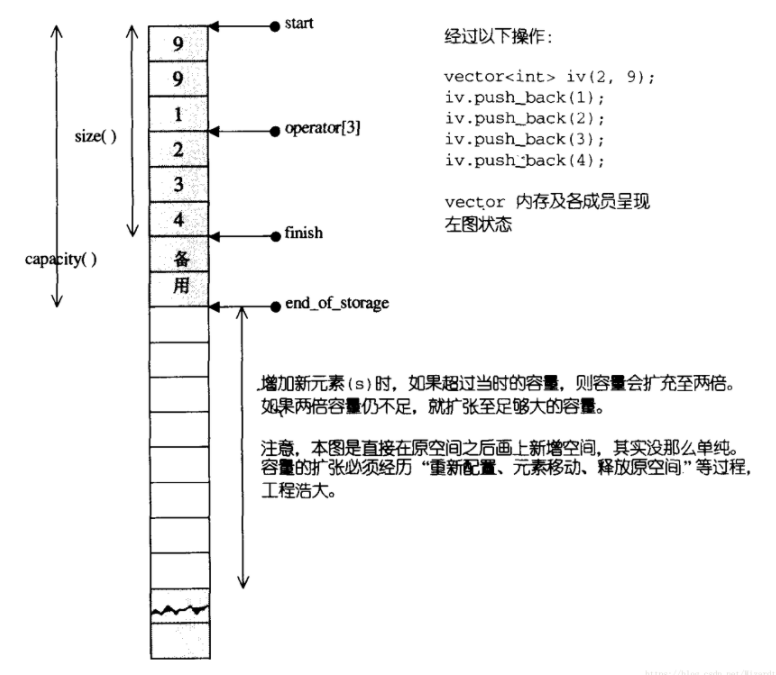 start
9
9
1
operator[3]
size( )
2
3
4
finish
capacity( )
备
用
end_of_storage
经过以下操作:
vector<int> iv(2, 9);
iv.push_back(1);
iv.push_back(2);
iv.push_back(3);
iv.push_back(4);
vector 内存及各成员呈现
左图状态
增加新元素(s)时，如果超过当时的容量，则容量会扩充至两倍。
如果两倍容量仍不足，就扩张至足够大的容量。
注意，本图是直接在原空间之后画上新增空间，其实没那么单纯。
容量的扩张必须经历“重新配置、元素移动、释放原空间”等过程，
工程浩大。